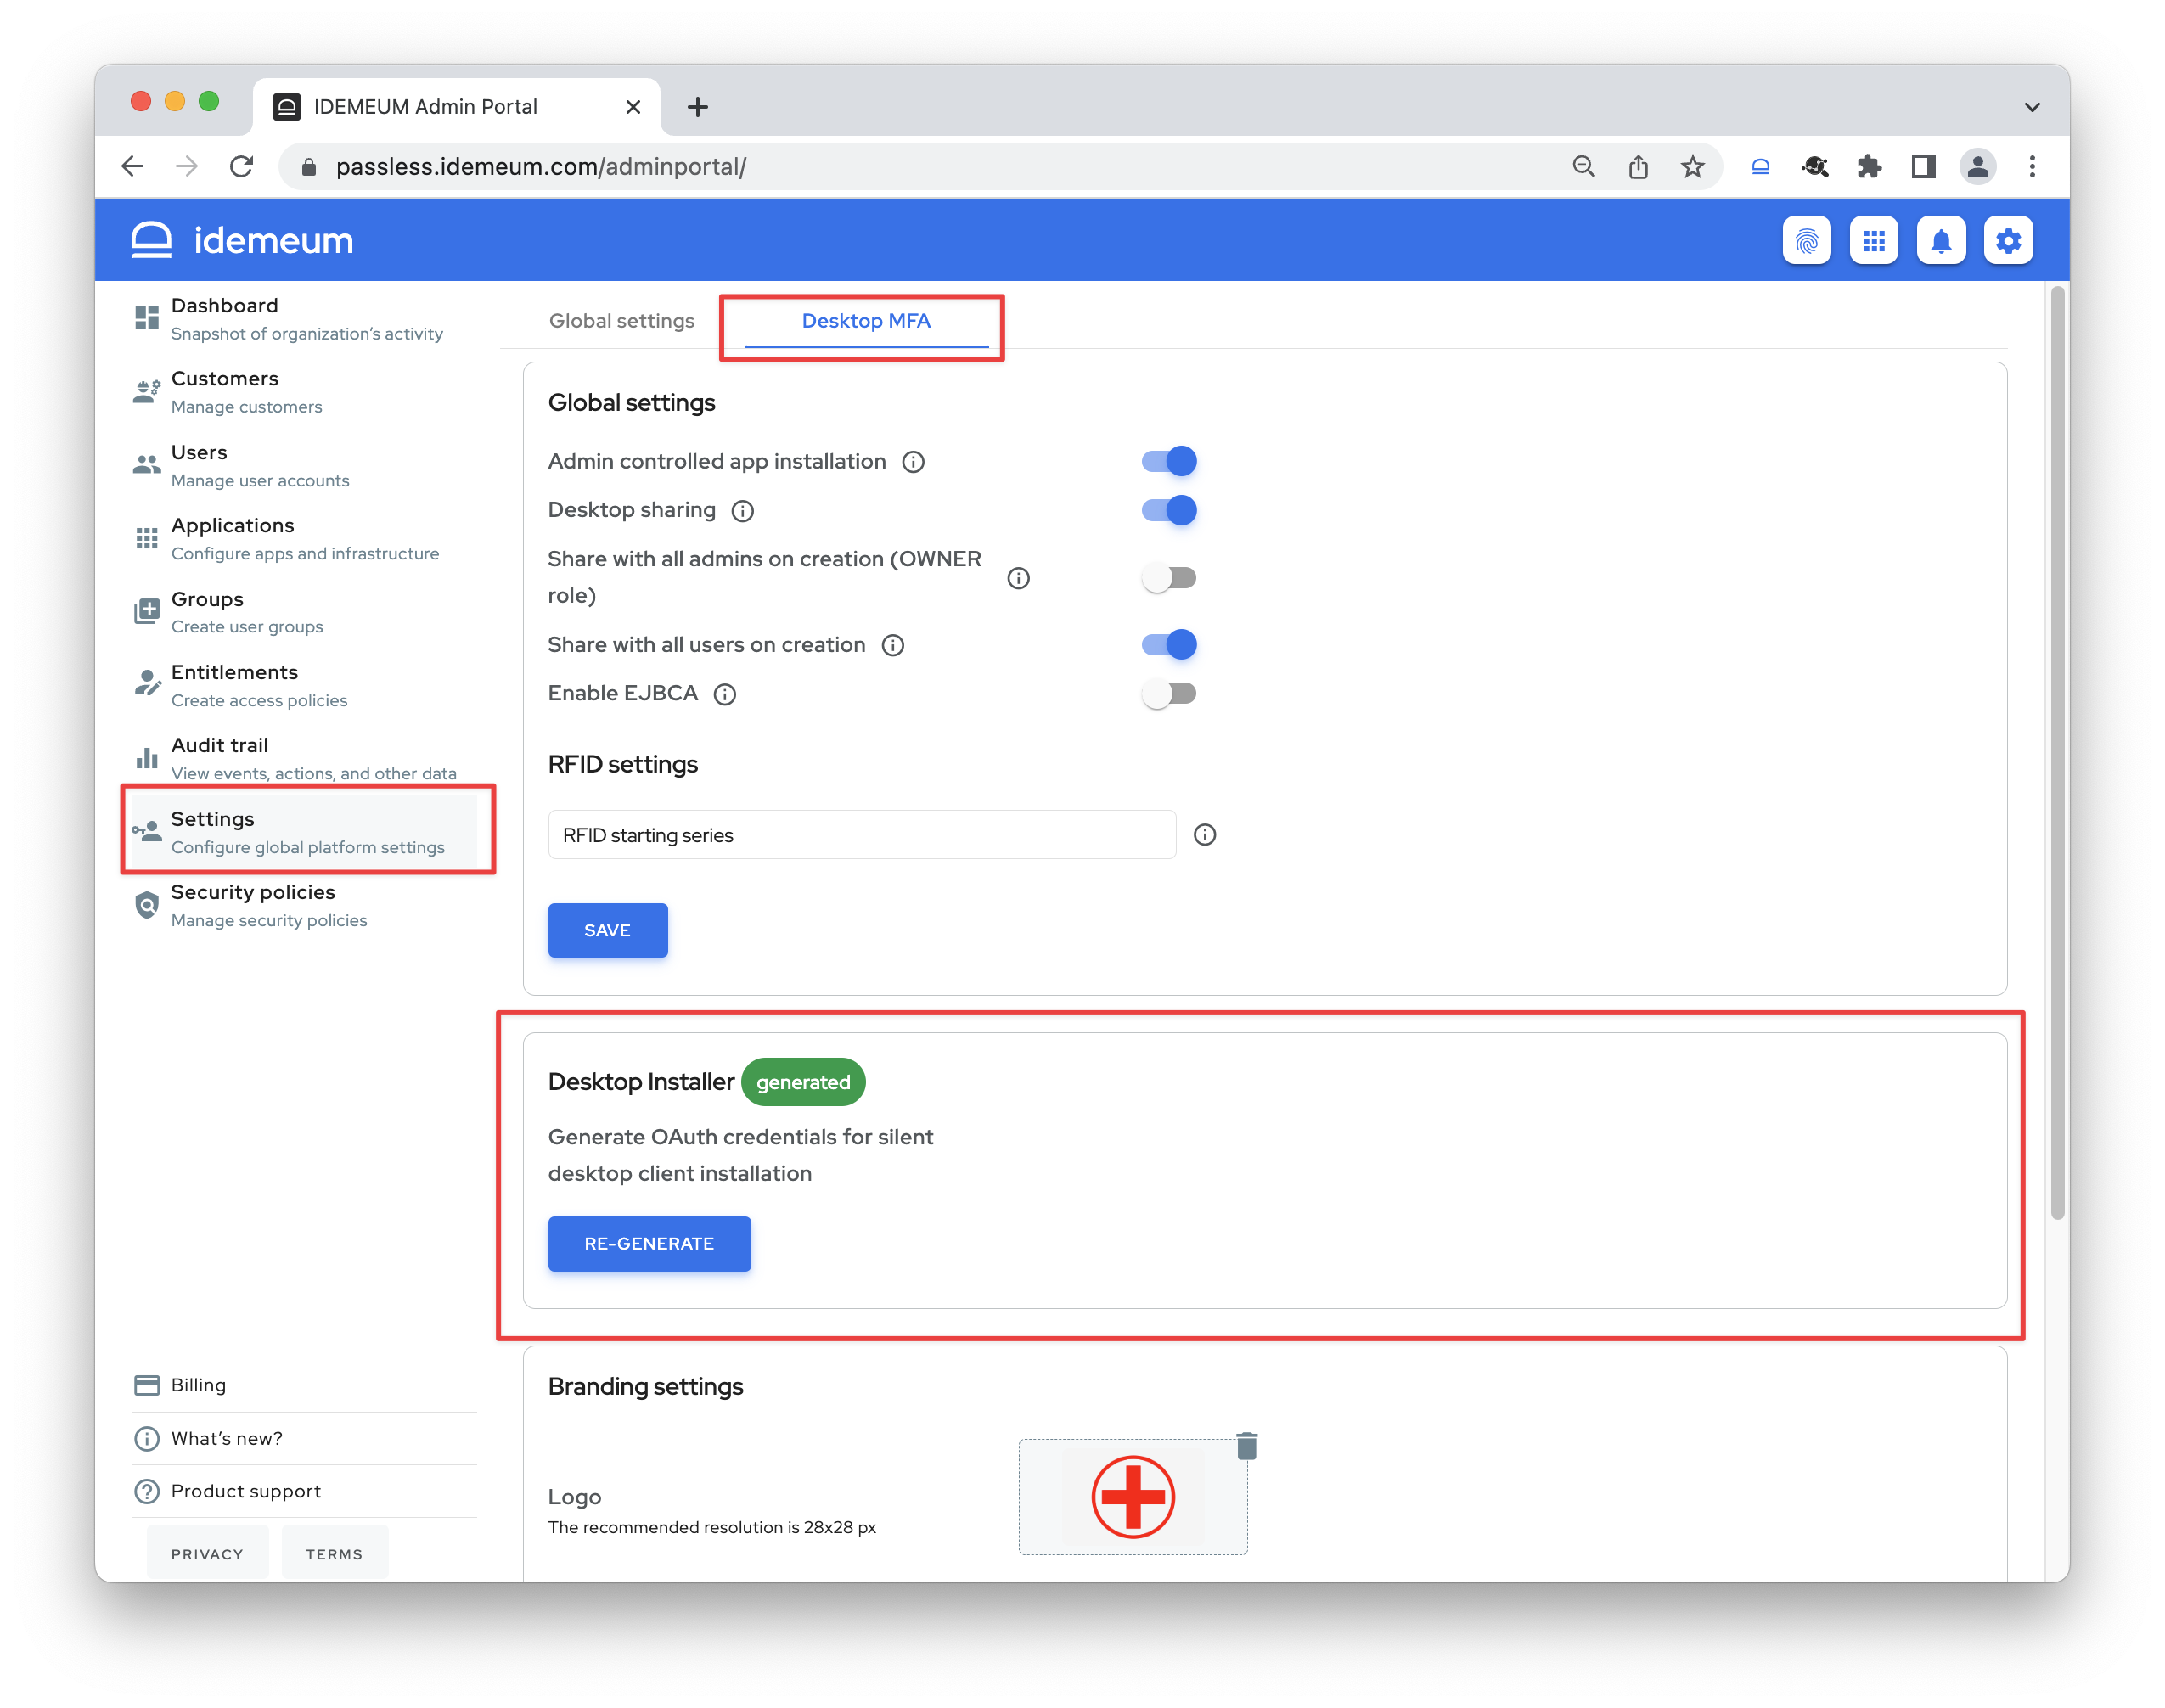 IDEMEUM Admin Portal
passless.idemeum.com/adminportal/
idemeum
Dashboard
Snapshot of organization's activity
Customers
Manage customers
Users
Manage user accounts
Applications
Configure apps and infrastructure
Groups
Create user groups
Entitlements
Create access policies
Audit trail
View events, actions, and other data
Settings
Configure global platform settings
Security policies
Manage security policies
Billing
What's new?
Product support
PRIVACY TERMS
Global settings Desktop MFA
Global settings
Admin controlled app installation
Desktop sharing
Share with all admins on creation (OWNER
role)
Share with all users on creation
Enable EJBCA
RFID settings
RFID starting series
SAVE
Desktop Installer generated
Generate OAuth credentials for silent
desktop client installation
RE-GENERATE
Branding settings
Logo
The recommended resolution is 28x28 px